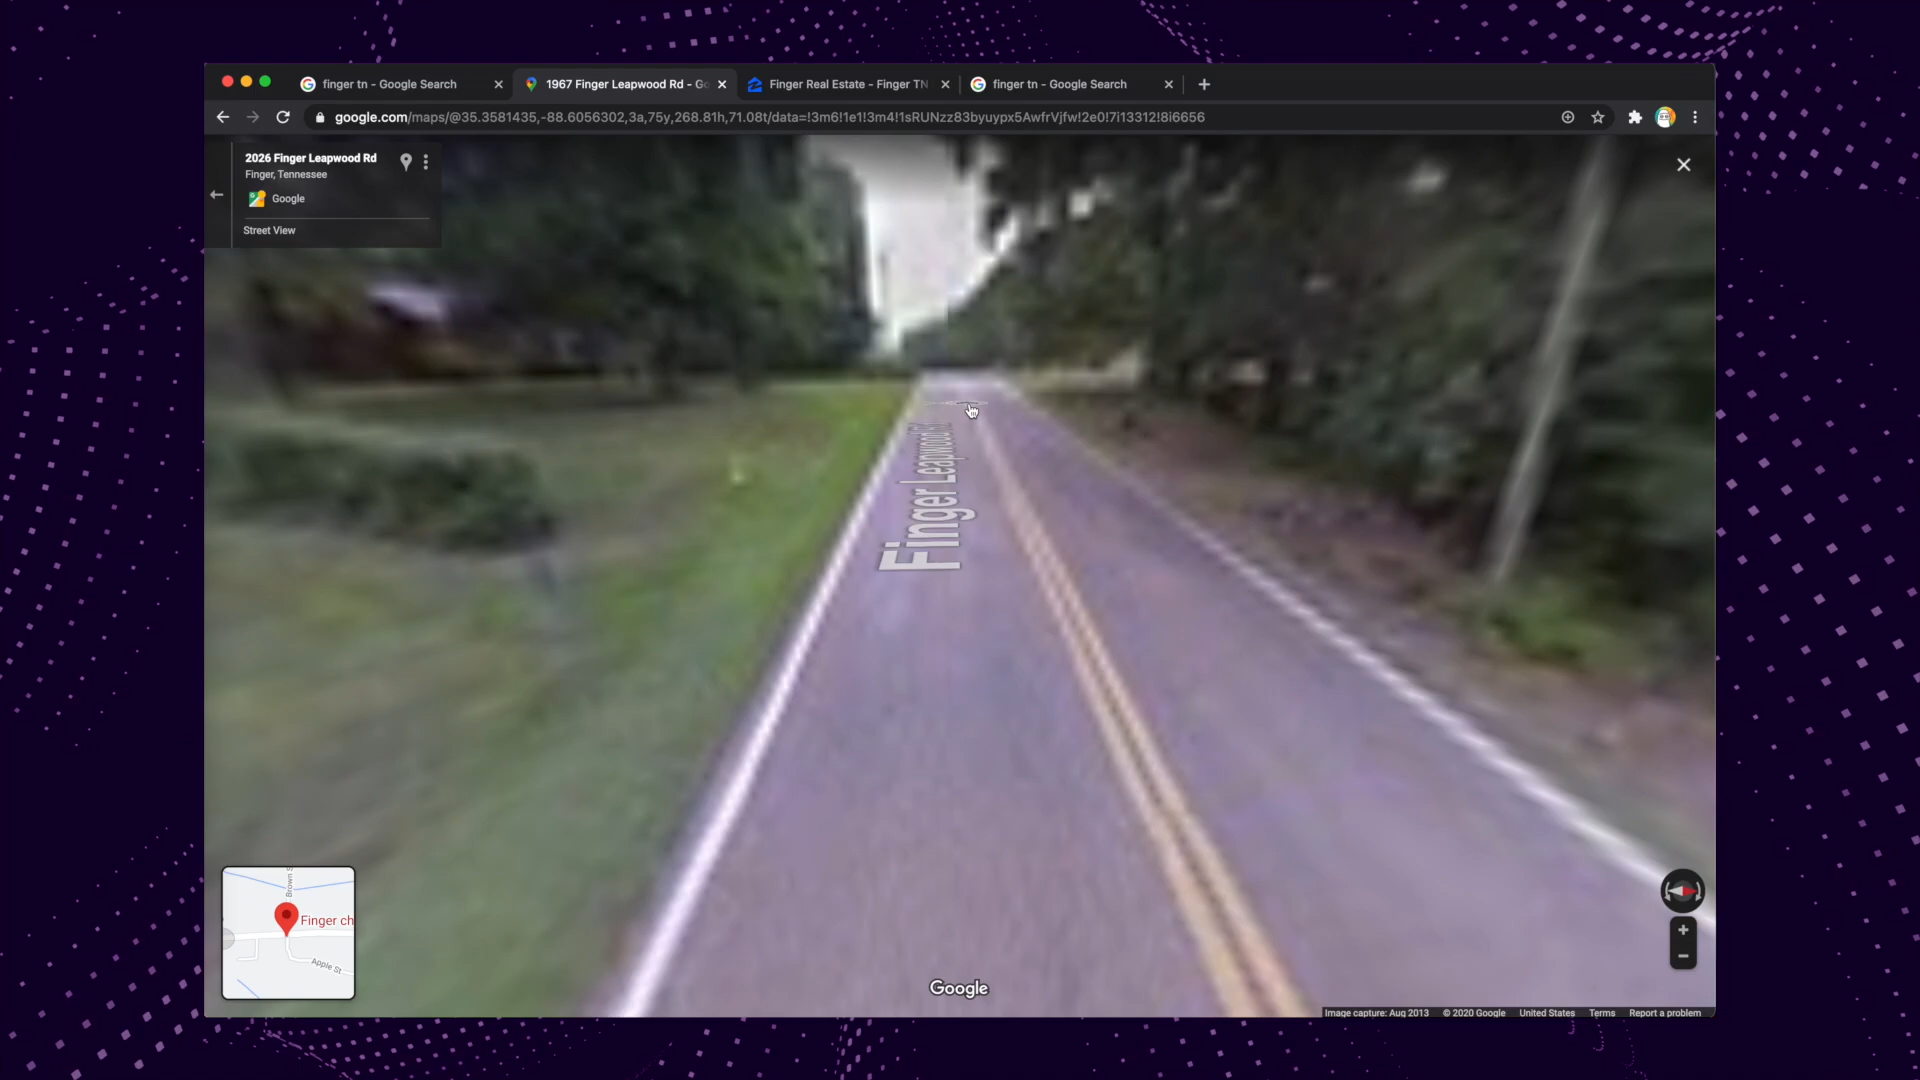 finger tn - Google Search
1967 Finger Leapwood Rd - Go
Finger Real Estate - Finger TN
finger tn - Google Search
google.com/maps/@35.3581435,-88.6056302,3a,75y,268.81h,71.08t/data=!3m6!1e1!3m4!1sRUNzz83byuypx5AwfrVjfw!2e0!7i13312!8i6656
2026 Finger Leapwood Rd
Finger, Tennessee
Google
Street View
Finger Leapwood Rd
Brown S
Finger ch
Apple St
Google
Image capture: Aug 2013 © 2020 Google United States Terms Report a problem